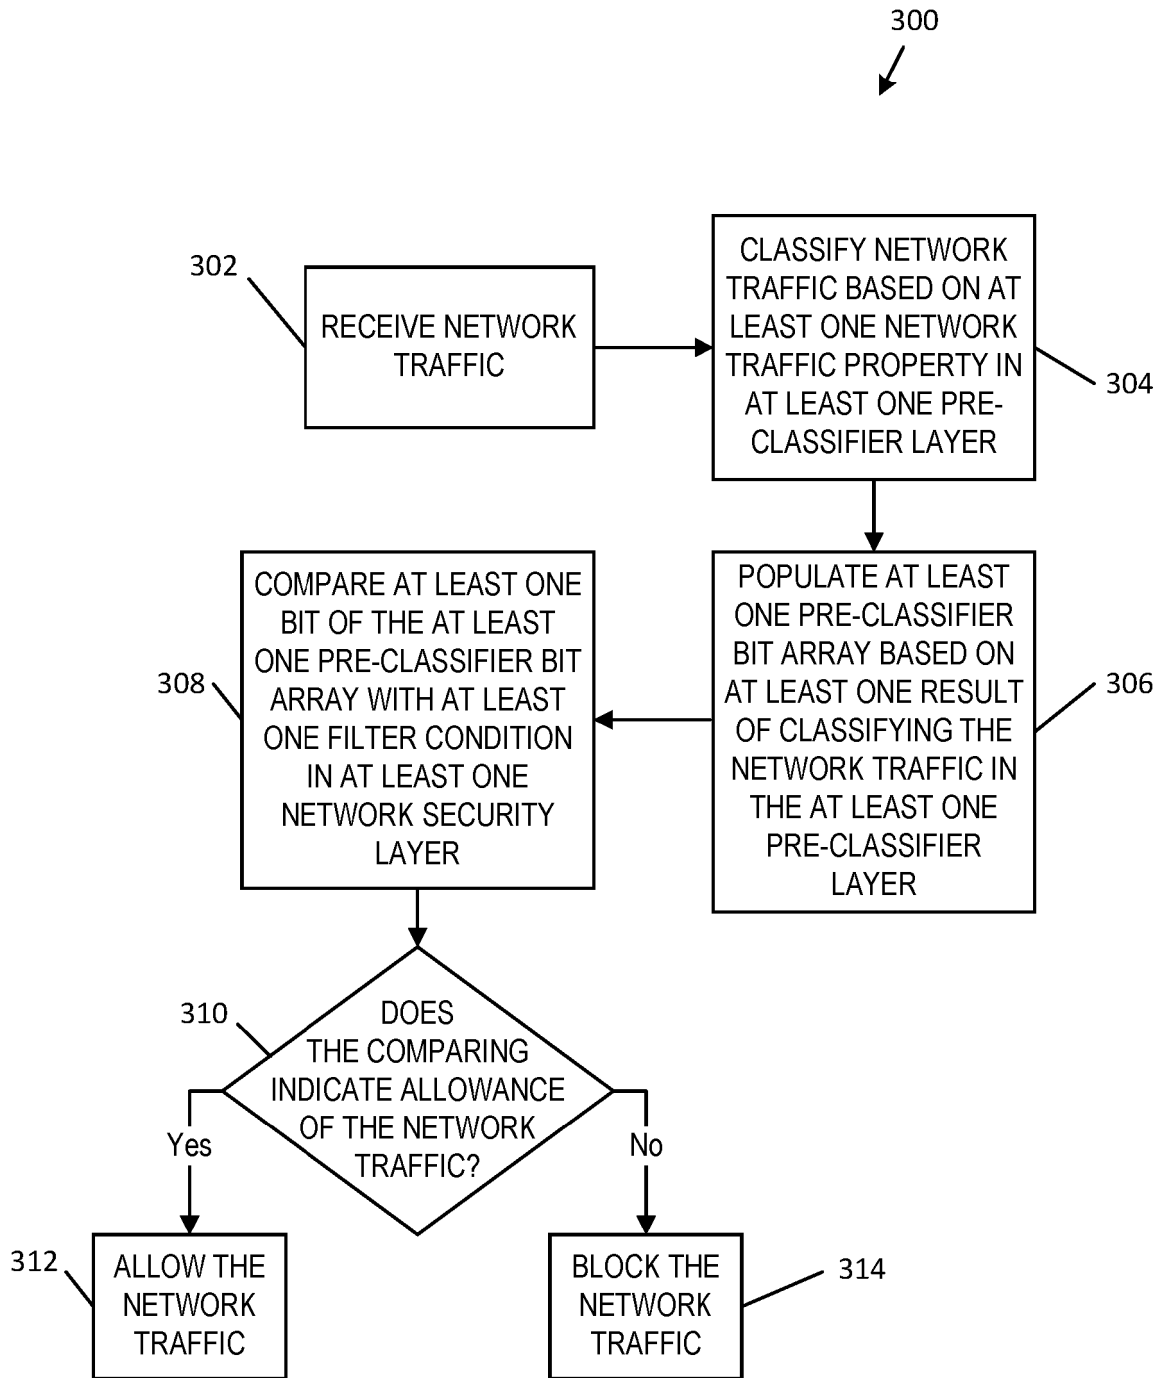 300
302
RECEIVE NETWORK
TRAFFIC
CLASSIFY NETWORK
TRAFFIC BASED ON AT
LEAST ONE NETWORK
TRAFFIC PROPERTY IN
AT LEAST ONE PRE-
CLASSIFIER LAYER
304
POPULATE AT LEAST
ONE PRE-CLASSIFIER
BIT ARRAY BASED ON
AT LEAST ONE RESULT
OF CLASSIFYING THE
NETWORK TRAFFIC IN
THE AT LEAST ONE
PRE-CLASSIFIER
LAYER
306
308
COMPARE AT LEAST ONE
BIT OF THE AT LEAST
ONE PRE-CLASSIFIER BIT
ARRAY WITH AT LEAST
ONE FILTER CONDITION
IN AT LEAST ONE
NETWORK SECURITY
LAYER
310
DOES
THE COMPARING
INDICATE ALLOWANCE
OF THE NETWORK
TRAFFIC?
Yes
No
312
ALLOW THE
NETWORK
TRAFFIC
BLOCK THE
NETWORK
TRAFFIC
314